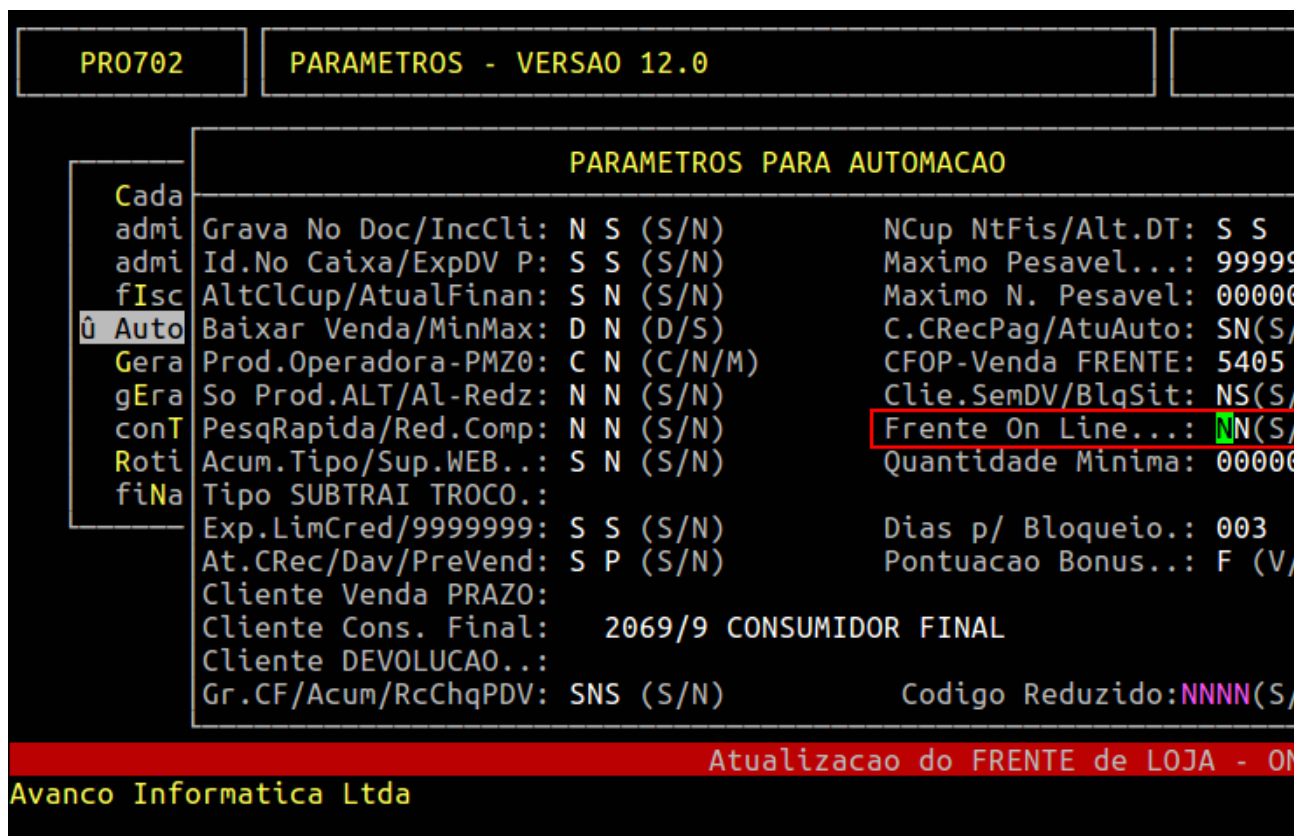 PRO702 PARAMETROS - VERSAO 12.0
PARAMETROS PARA AUTOMACAO
Cada
admi Grava No Doc/IncCli: N S (S/N) NCup NtFis/Alt.DT: S S
admi Id.No Caixa/ExpDV P: S S (S/N) Maximo Pesavel...: 99999
fIsc AltClCup/AtualFinan: S N (S/N) Maximo N. Pesavel: 00000
û Auto Baixar Venda/MinMax: D N (D/S) C.CRecPag/AtuAuto: SN(S/
Gera Prod.Operadora-PMZ0: C N (C/N/M) CFOP-Venda FRENTE: 5405
gEra So Prod.ALT/Al-Redz: N N (S/N) Clie.SemDV/BlqSit: NS(S/
conT PesqRapida/Red.Comp: N N (S/N) Frente On Line...: NN(S/
Roti Acum.Tipo/Sup.WEB..: S N (S/N) Quantidade Minima: 00000
fiNa Tipo SUBTRAI TROCO.:
Exp.LimCred/9999999: S S (S/N) Dias p/ Bloqueio.: 003
At.CRec/Dav/PreVend: S P (S/N) Pontuacao Bonus..: F (V/
Cliente Venda PRAZO:
Cliente Cons. Final: 2069/9 CONSUMIDOR FINAL
Cliente DEVOLUCAO..:
Gr.CF/Acum/RcChqPDV: SNS (S/N) Codigo Reduzido:NNNN(S/
Atualizacao do FRENTE de LOJA - ON
Avanco Informatica Ltda